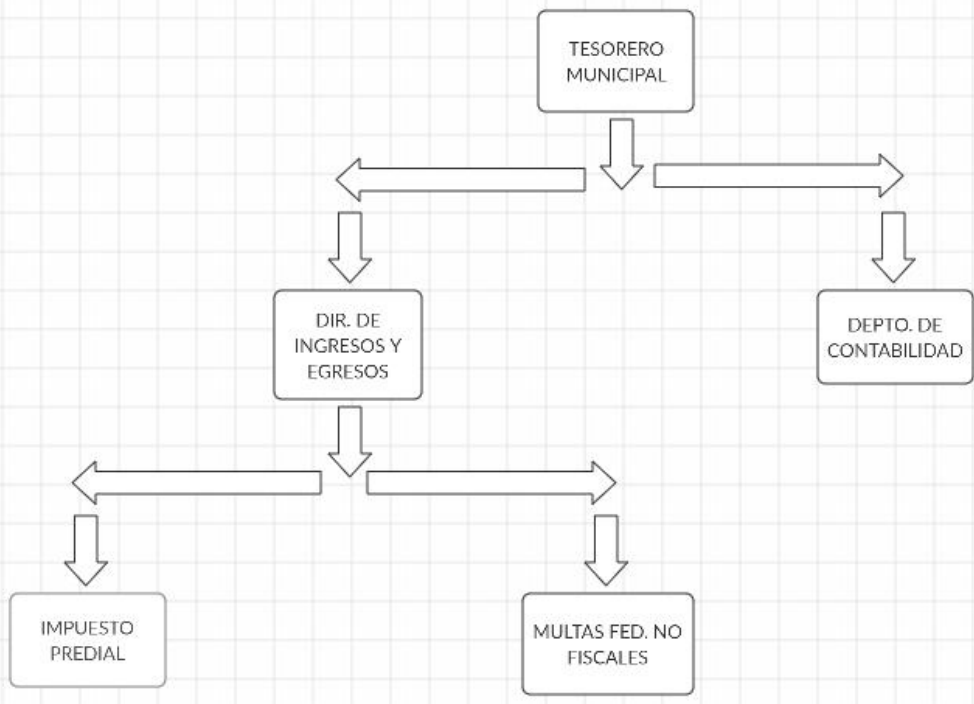 TESORERO
MUNICIPAL
DIR. DE
INGRESOS Y
EGRESOS
DEPTO. DE
CONTABILIDAD
IMPUESTO
PREDIAL
MULTAS FED. NO
FISCALES